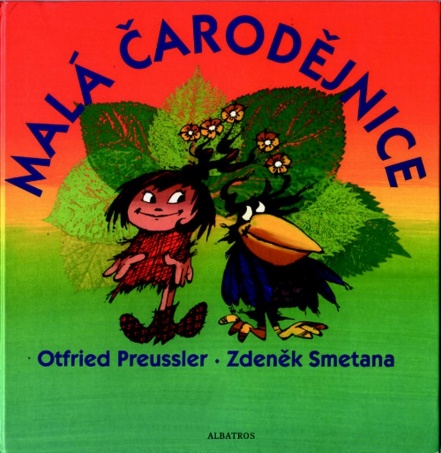 MALÁ ČARODĚJNICE
Otfried Preussler · Zdeněk Smetana
ALBATROS